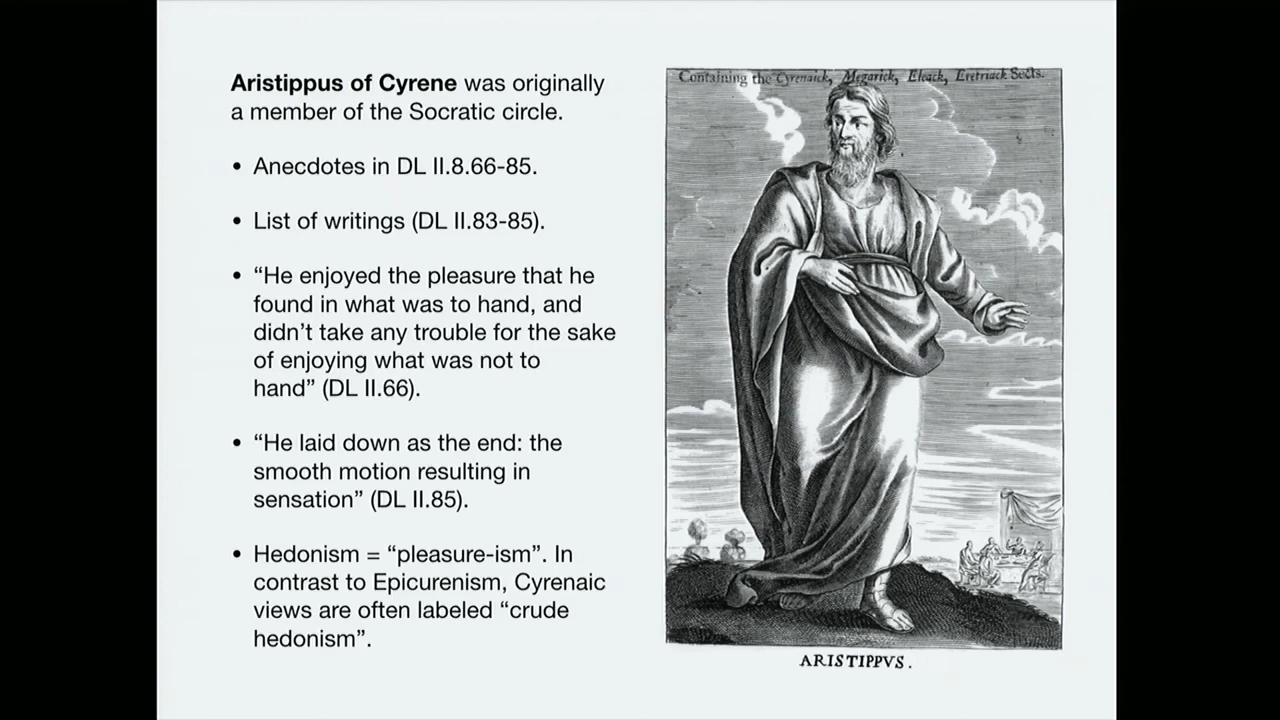 Aristippus of Cyrene was originally
a member of the Socratic circle.
• Anecdotes in DL II.8.66-85.
• List of writings (DL II.83-85).
• “He enjoyed the pleasure that he
found in what was to hand, and
didn’t take any trouble for the sake
of enjoying what was not to
hand” (DL II.66).
• “He laid down as the end: the
smooth motion resulting in
sensation” (DL II.85).
• Hedonism = “pleasure-ism”. In
contrast to Epicurenism, Cyrenaic
views are often labeled “crude
hedonism”.
Containing the Cyrenaick, Megarick, Eleack, Eretriack Sects.
ARISTIPPVS.